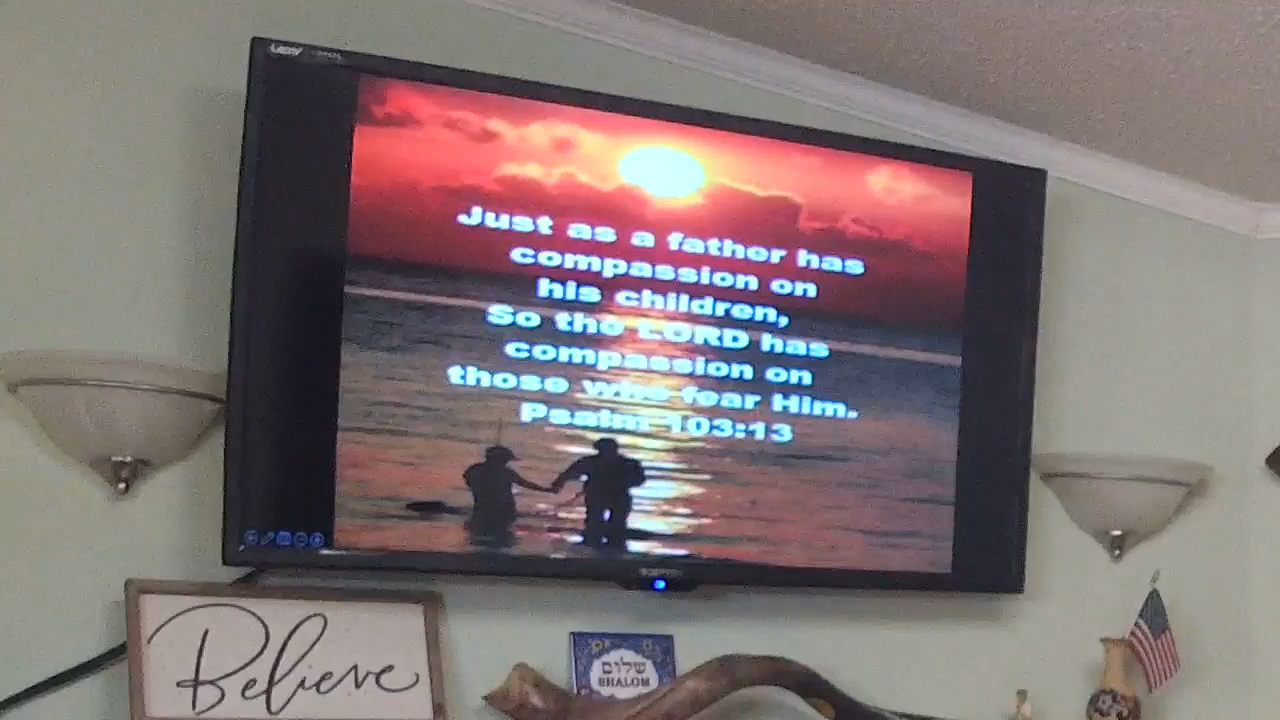 Just as a father has
compassion on
his children,
So the LORD has
compassion on
those who fear Him.
Psalm 103:13
Believe
שלום
SHALOM